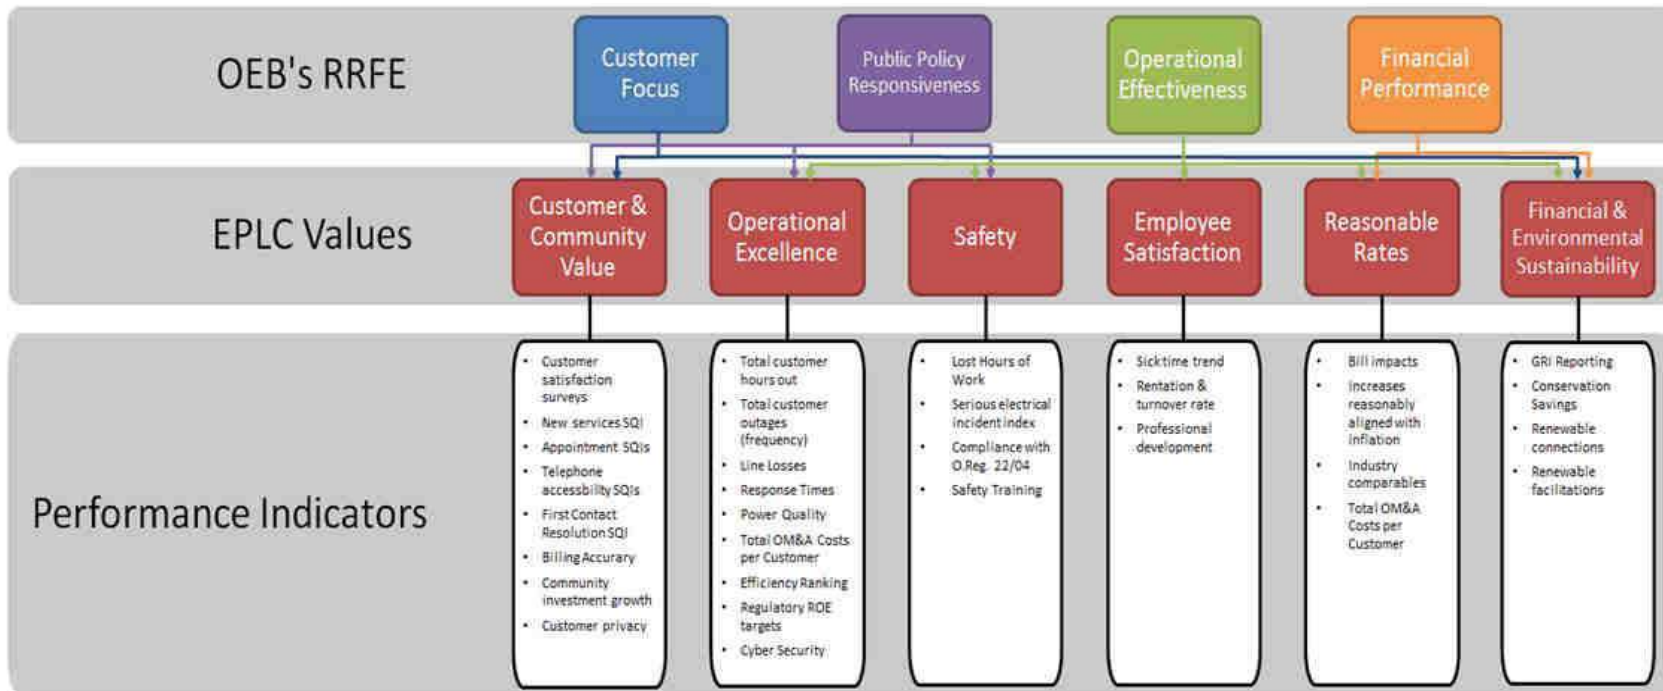 OEB's RRFE
Customer
Focus
Public Policy
Responsiveness
Operational
Effectiveness
Financial
Performance
EPLC Values
Customer &
Community
Value
Operational
Excellence
Safety
Employee
Satisfaction
Reasonable
Rates
Financial &
Environmental
Sustainability
Performance Indicators
• Customer
satisfaction
surveys
• New services SQI
• Appointment SQIs
• Telephone
accessbility SQIs
• First Contact
Resolution SQI
• Billing Accurary
• Community
investment growth
• Customer privacy
• Total customer
hours out
• Total customer
outages
(frequency)
• Line Losses
• Response Times
• Power Quality
• Total OM&A Costs
per Customer
• Efficiency Ranking
• Regulatory ROE
targets
• Cyber Security
• Lost Hours of
Work
• Serious electrical
incident index
• Compliance with
O.Reg. 22/04
• Safety Training
• Sick time trend
• Rentation &
turnover rate
• Professional
development
• Bill impacts
• Increases
reasonably
aligned with
inflation
• Industry
comparables
• Total OM&A
Costs per
Customer
• GRI Reporting
• Conservation
Savings
• Renewable
connections
• Renewable
facilitations